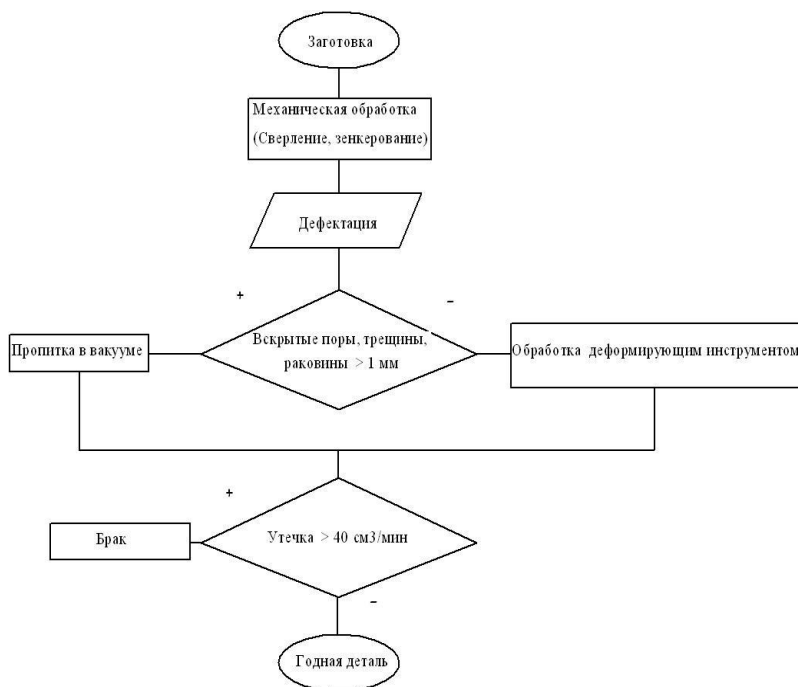 Заготовка
Механическая обработка
(Сверление, зенкерование)
Дефектация
+
–
Вскрытые поры, трещины,
раковины > 1 мм
Пропитка в вакууме
Обработка деформирующим инструментом
+
Утечка > 40 см3/мин
Брак
–
Годная деталь